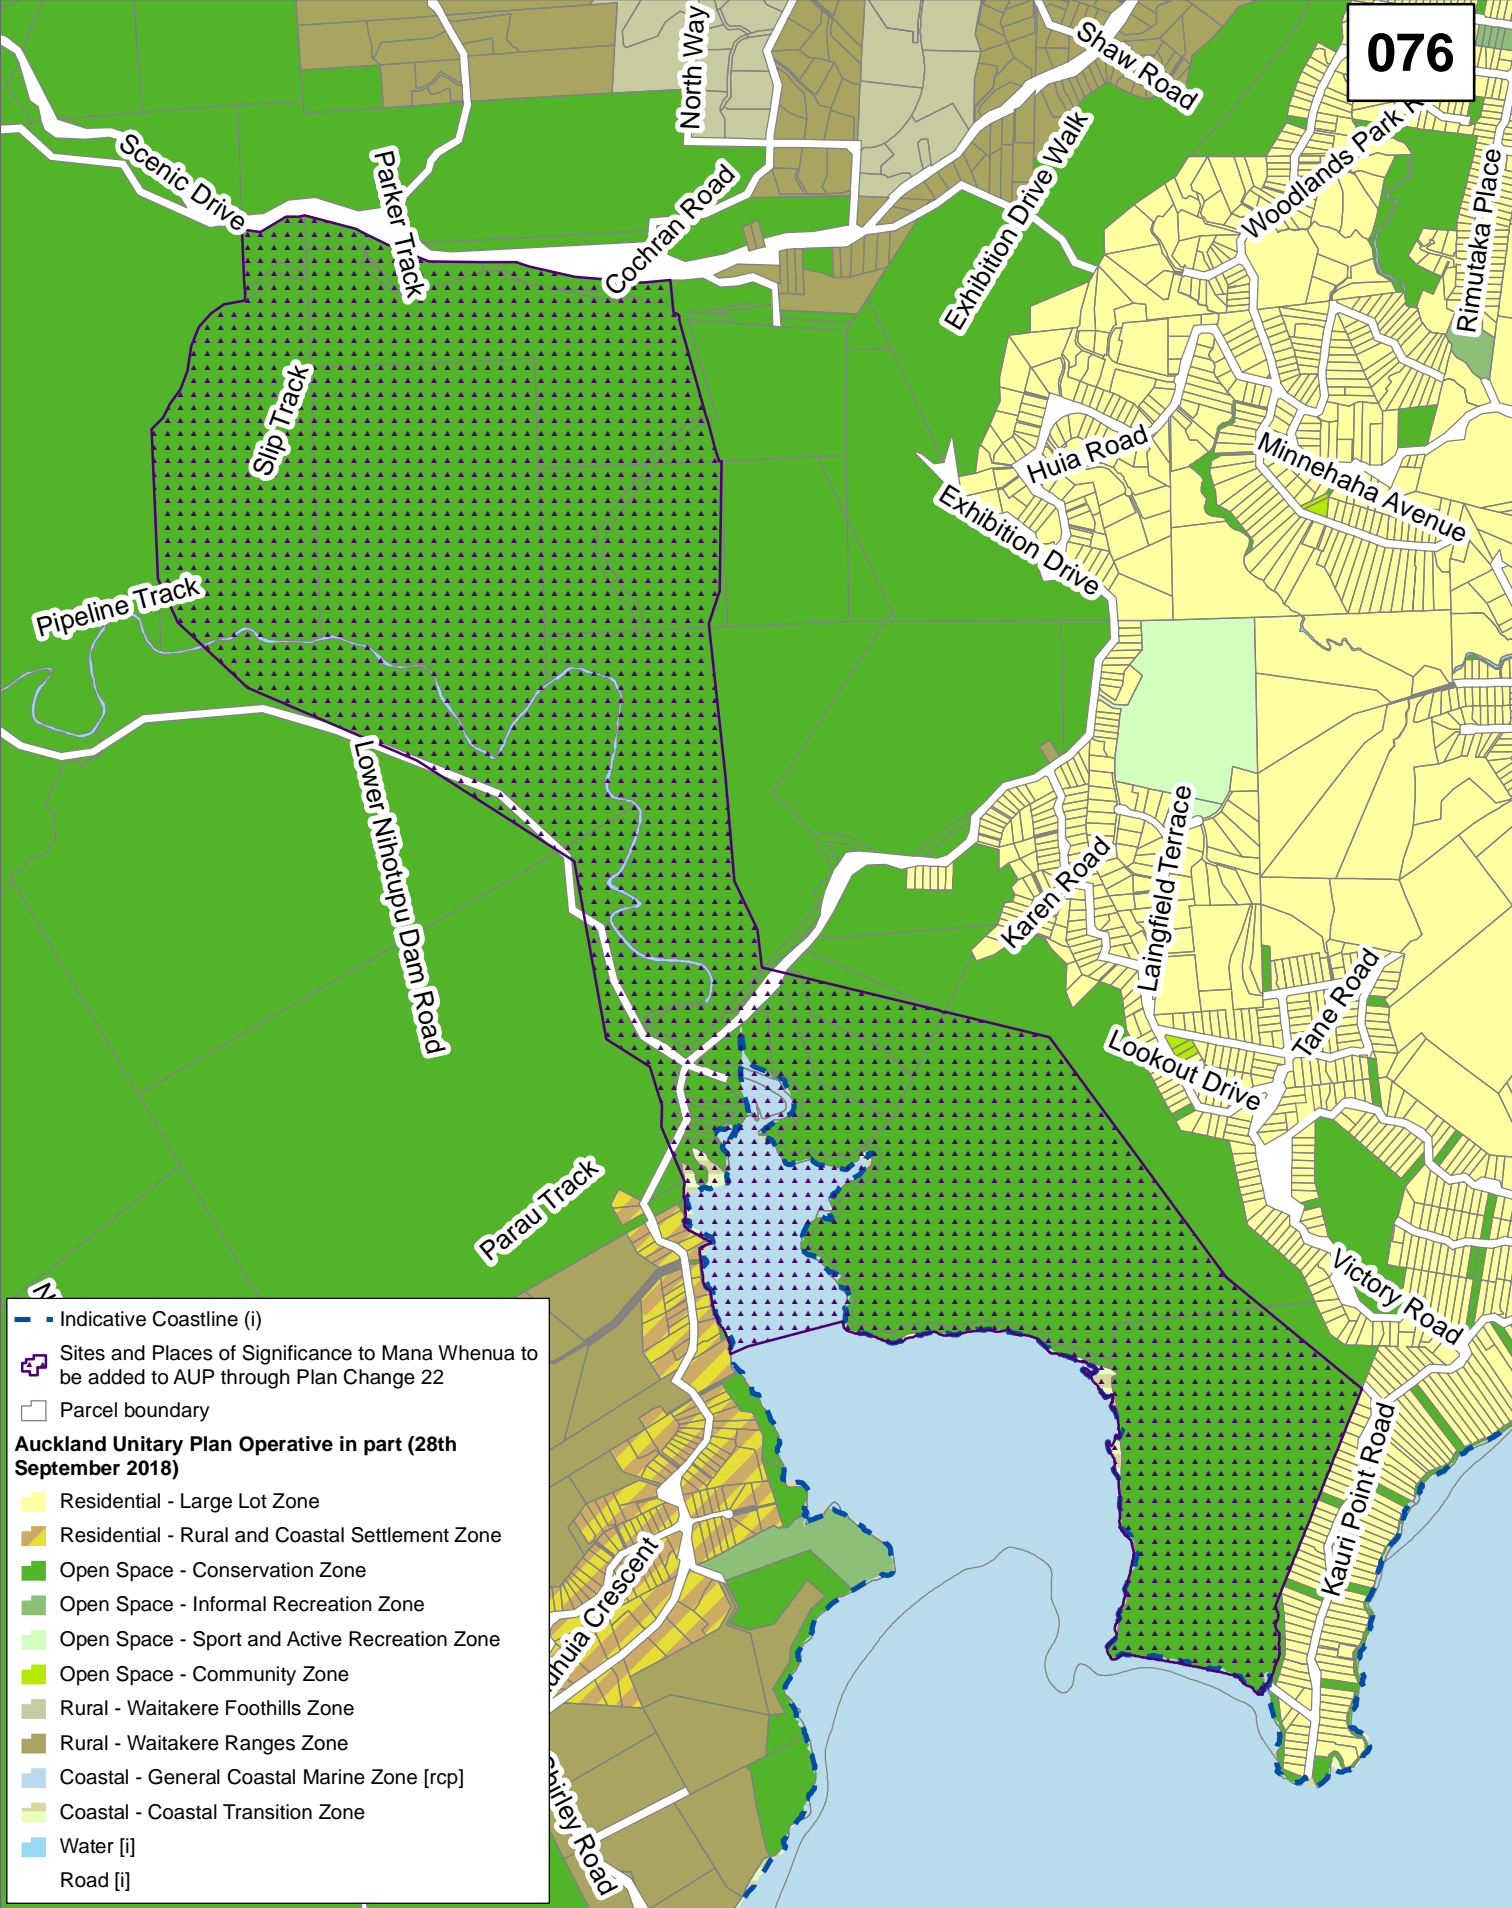 076
North Way
Shaw Road
Scenic Drive
Parker Track
Cochran Road
Exhibition Drive Walk
Woodlands Park
Rimutaka Place
Slip Track
Huia Road
Minnehaha Avenue
Exhibition Drive
Pipeline Track
Lower Nihotupu Dam Road
Karen Road
Laingfield Terrace
Tane Road
Lookout Drive
Parau Track
Victory Road
Kauri Point Road
Crescent
Road
Indicative Coastline (i)
Sites and Places of Significance to Mana Whenua to
be added to AUP through Plan Change 22
Parcel boundary
Auckland Unitary Plan Operative in part (28th
September 2018)
Residential - Large Lot Zone
Residential - Rural and Coastal Settlement Zone
Open Space - Conservation Zone
Open Space - Informal Recreation Zone
Open Space - Sport and Active Recreation Zone
Open Space - Community Zone
Rural - Waitakere Foothills Zone
Rural - Waitakere Ranges Zone
Coastal - General Coastal Marine Zone [rcp]
Coastal - Coastal Transition Zone
Water [i]
Road [i]